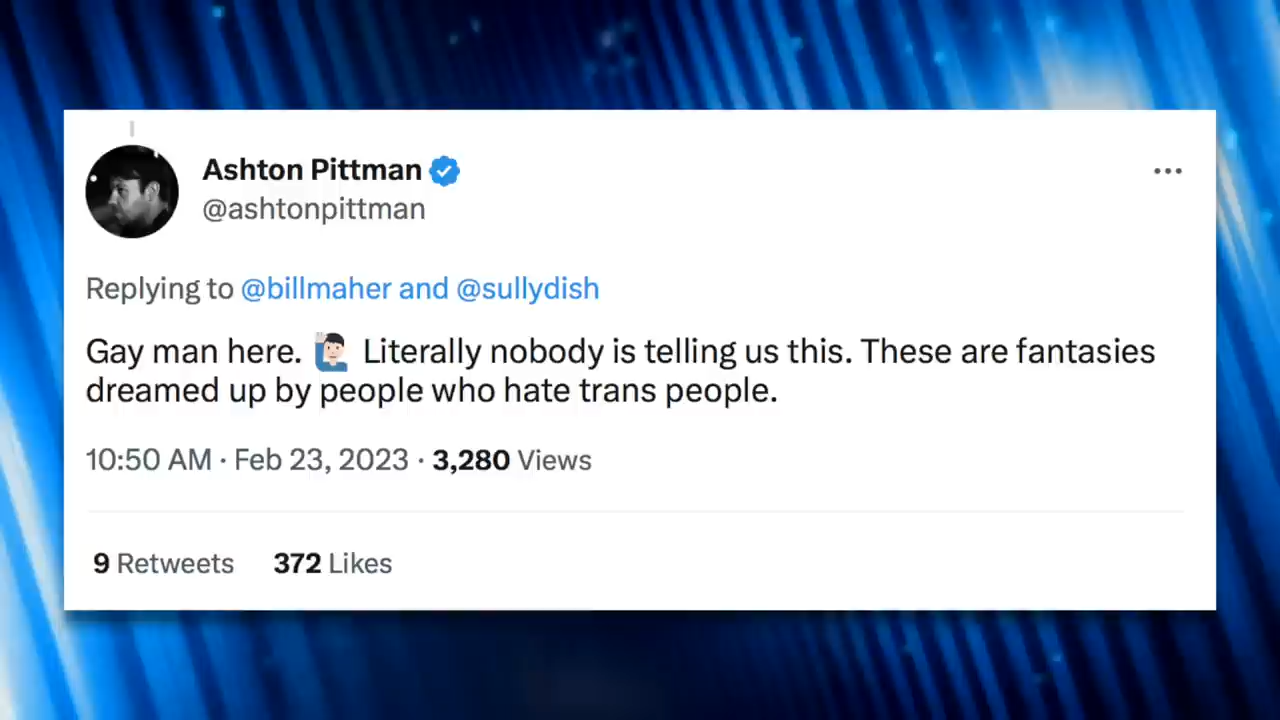 Ashton Pittman
@ashtonpittman
Replying to @billmaher and @sullydish
Gay man here. 🙋🏻‍♂️ Literally nobody is telling us this. These are fantasies
dreamed up by people who hate trans people.
10:50 AM · Feb 23, 2023 · 3,280 Views
9 Retweets 372 Likes